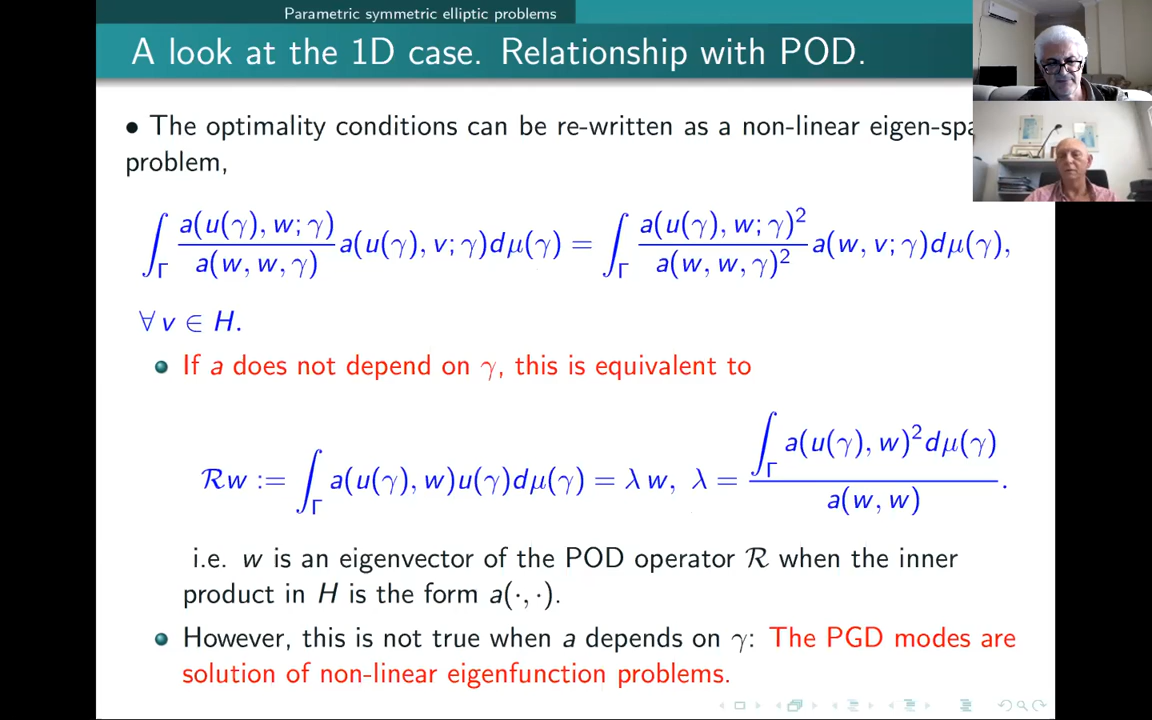 Parametric symmetric elliptic problems
A look at the 1D case. Relationship with POD.
• The optimality conditions can be re-written as a non-linear eigen-spa
problem,
∫_Γ a(u(γ), w; γ)/a(w, w, γ) a(u(γ), v; γ)dμ(γ) = ∫_Γ a(u(γ), w; γ)²/a(w, w, γ)² a(w, v; γ)dμ(γ),
∀ v ∈ H.
If a does not depend on γ, this is equivalent to
ℛw := ∫_Γ a(u(γ), w)u(γ)dμ(γ) = λ w, λ = ∫_Γ a(u(γ), w)²dμ(γ)/a(w, w).
i.e. w is an eigenvector of the POD operator ℛ when the inner
product in H is the form a(·, ·).
However, this is not true when a depends on γ: The PGD modes are
solution of non-linear eigenfunction problems.